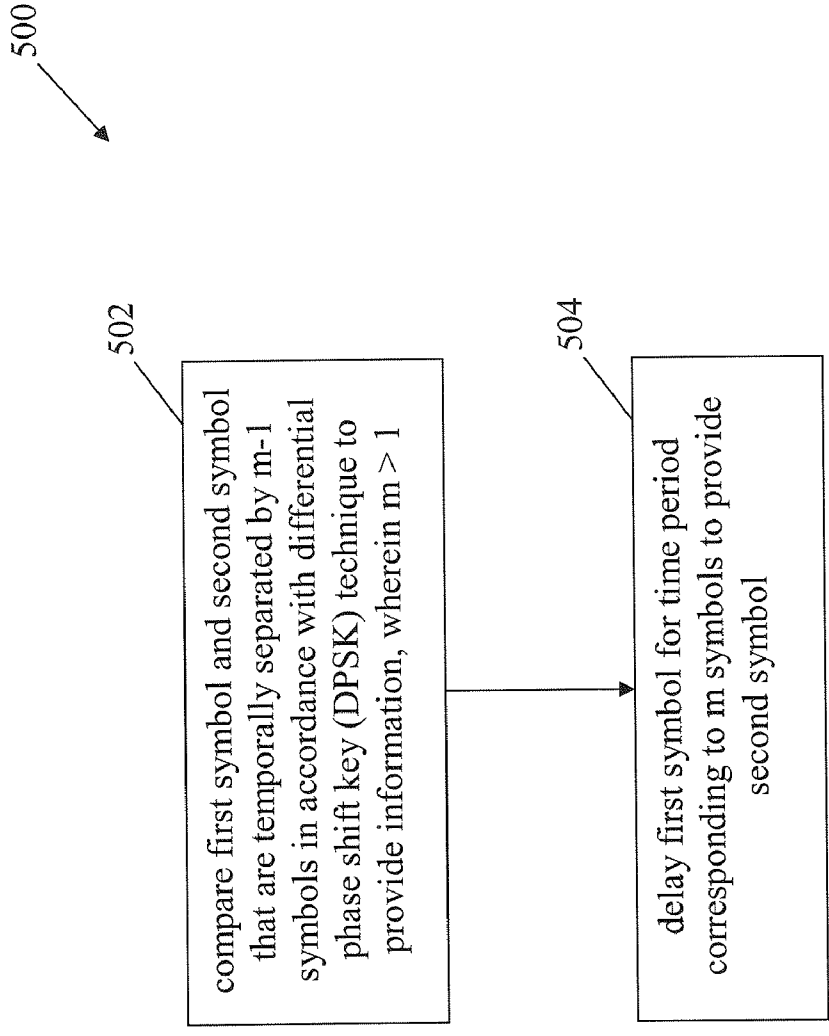 500
502
compare first symbol and second symbol
that are temporally separated by m-1
symbols in accordance with differential
phase shift key (DPSK) technique to
provide information, wherein m > 1
504
delay first symbol for time period
corresponding to m symbols to provide
second symbol